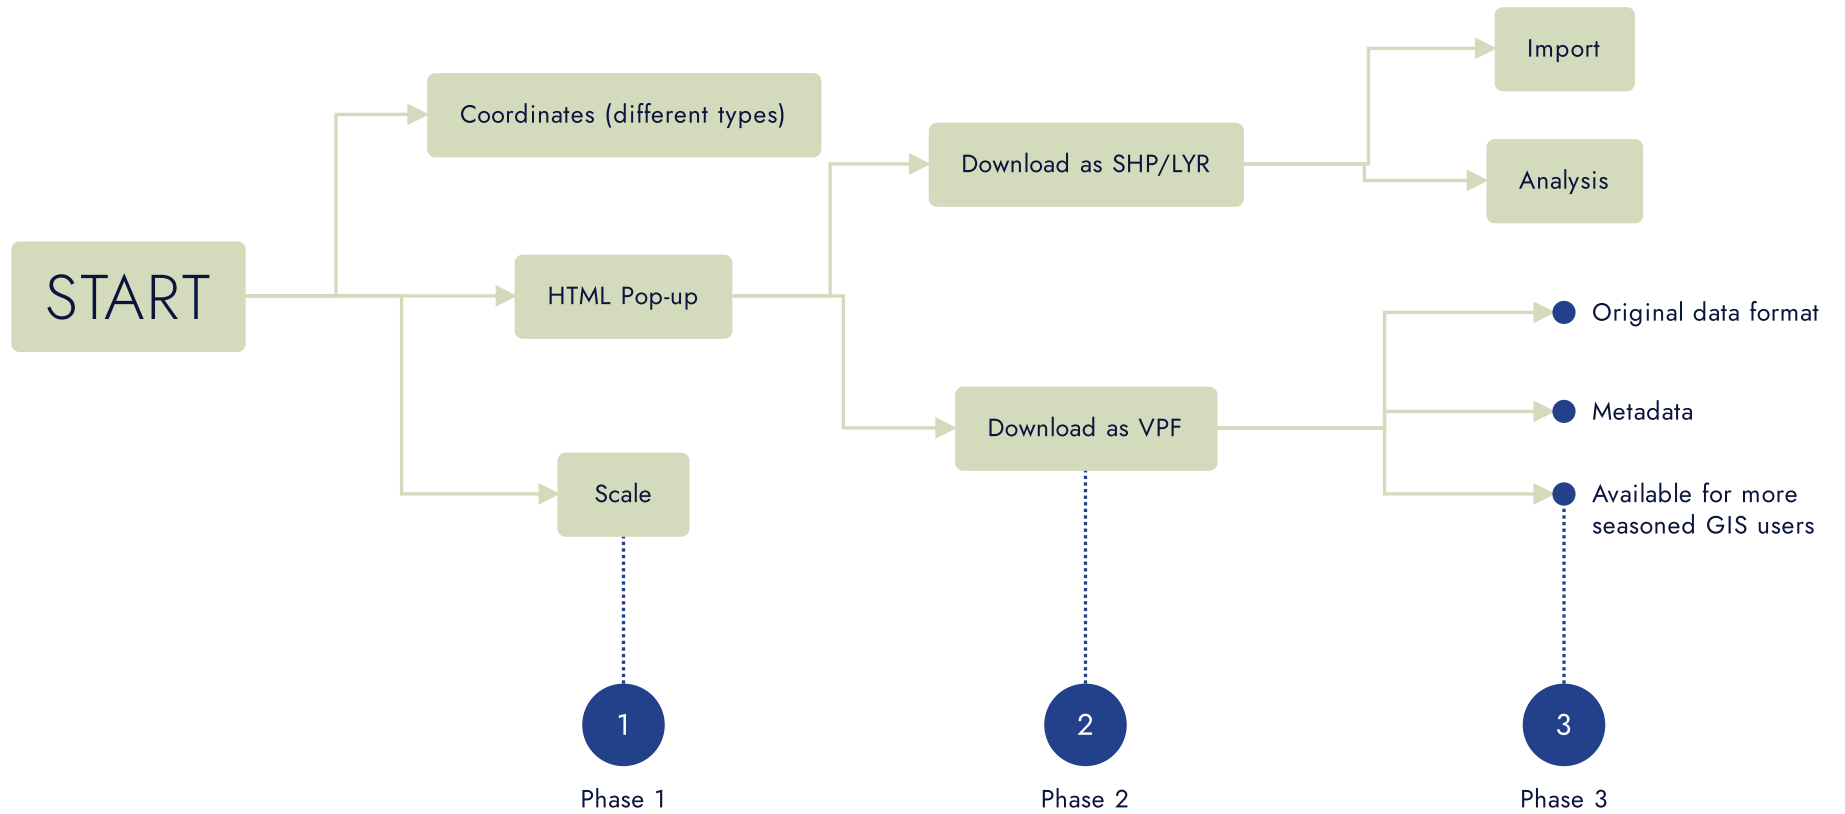 START
Coordinates (different types)
HTML Pop-up
Scale
Download as SHP/LYR
Download as VPF
Import
Analysis
Original data format
Metadata
Available for more
seasoned GIS users
1
Phase 1
2
Phase 2
3
Phase 3